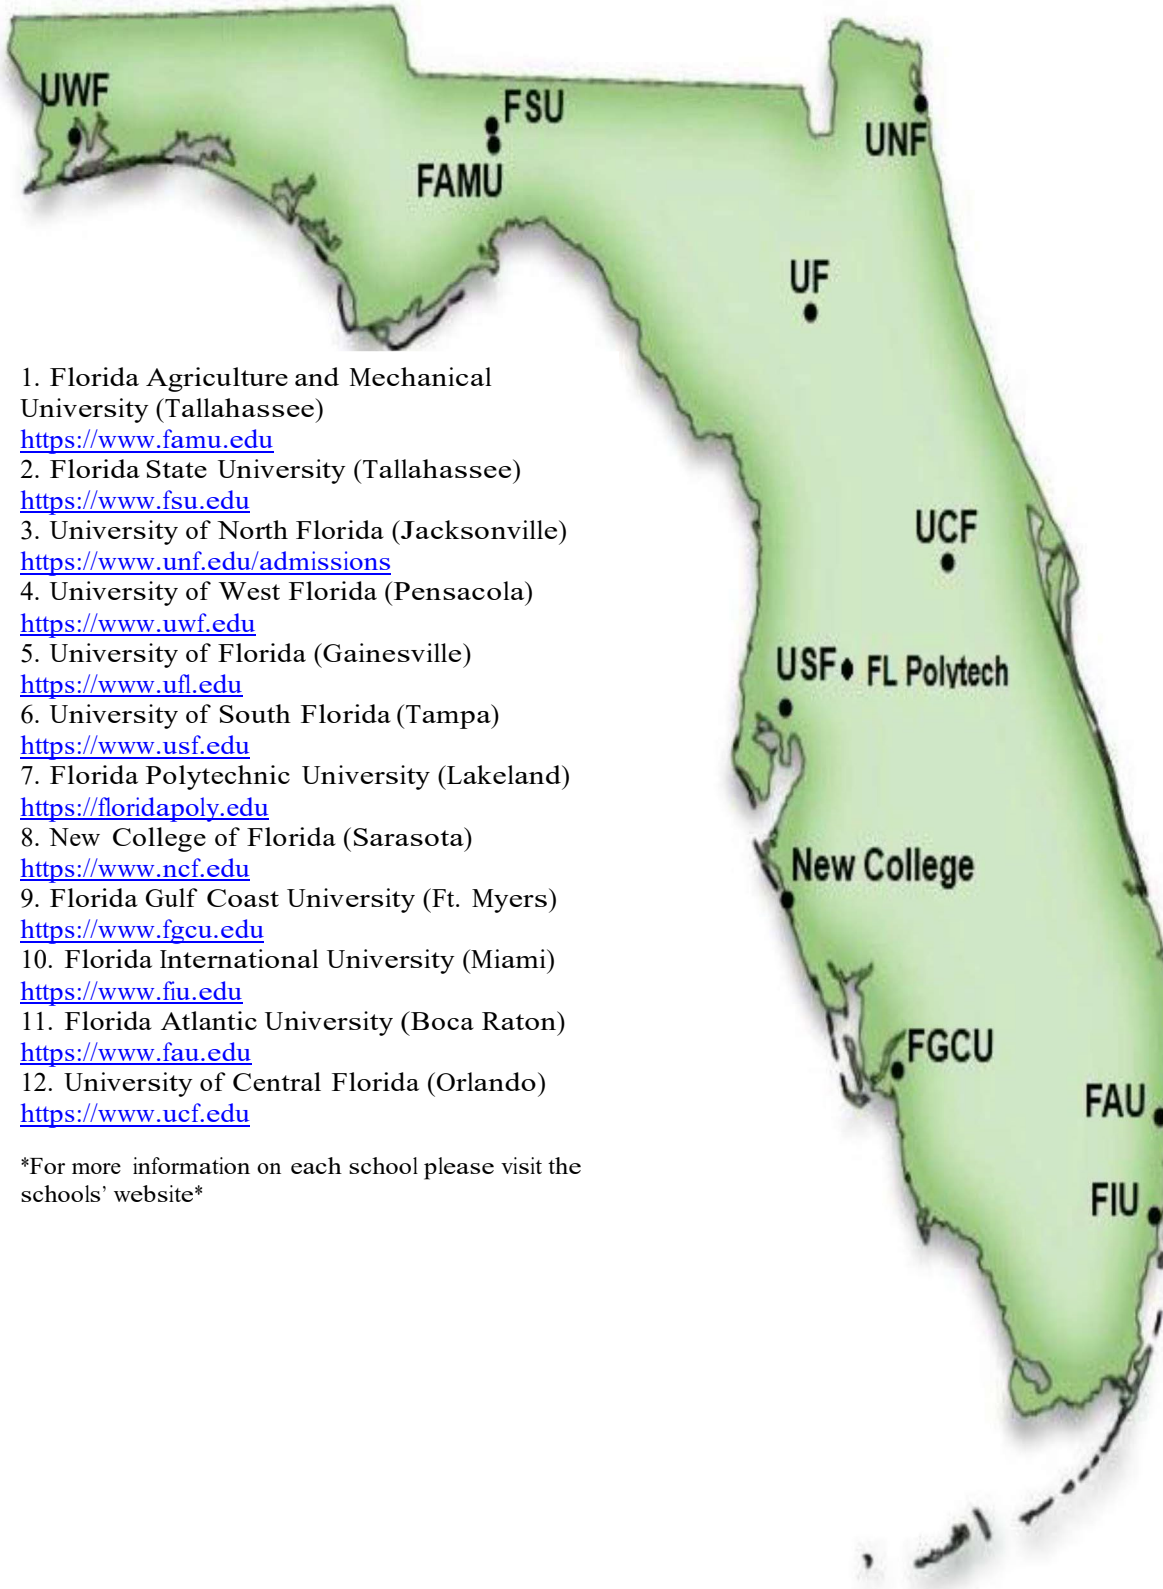 UWF
FSU
FAMU
UNF
UF
1. Florida Agriculture and Mechanical
University (Tallahassee)
https://www.famu.edu
2. Florida State University (Tallahassee)
https://www.fsu.edu
3. University of North Florida (Jacksonville)
https://www.unf.edu/admissions
4. University of West Florida (Pensacola)
https://www.uwf.edu
5. University of Florida (Gainesville)
https://www.ufl.edu
6. University of South Florida (Tampa)
https://www.usf.edu
7. Florida Polytechnic University (Lakeland)
https://floridapoly.edu
8. New College of Florida (Sarasota)
https://www.ncf.edu
9. Florida Gulf Coast University (Ft. Myers)
https://www.fgcu.edu
10. Florida International University (Miami)
https://www.fiu.edu
11. Florida Atlantic University (Boca Raton)
https://www.fau.edu
12. University of Central Florida (Orlando)
https://www.ucf.edu
*For more information on each school please visit the
schools’ website*
UCF
USF
FL Polytech
New College
FGCU
FAU
FIU